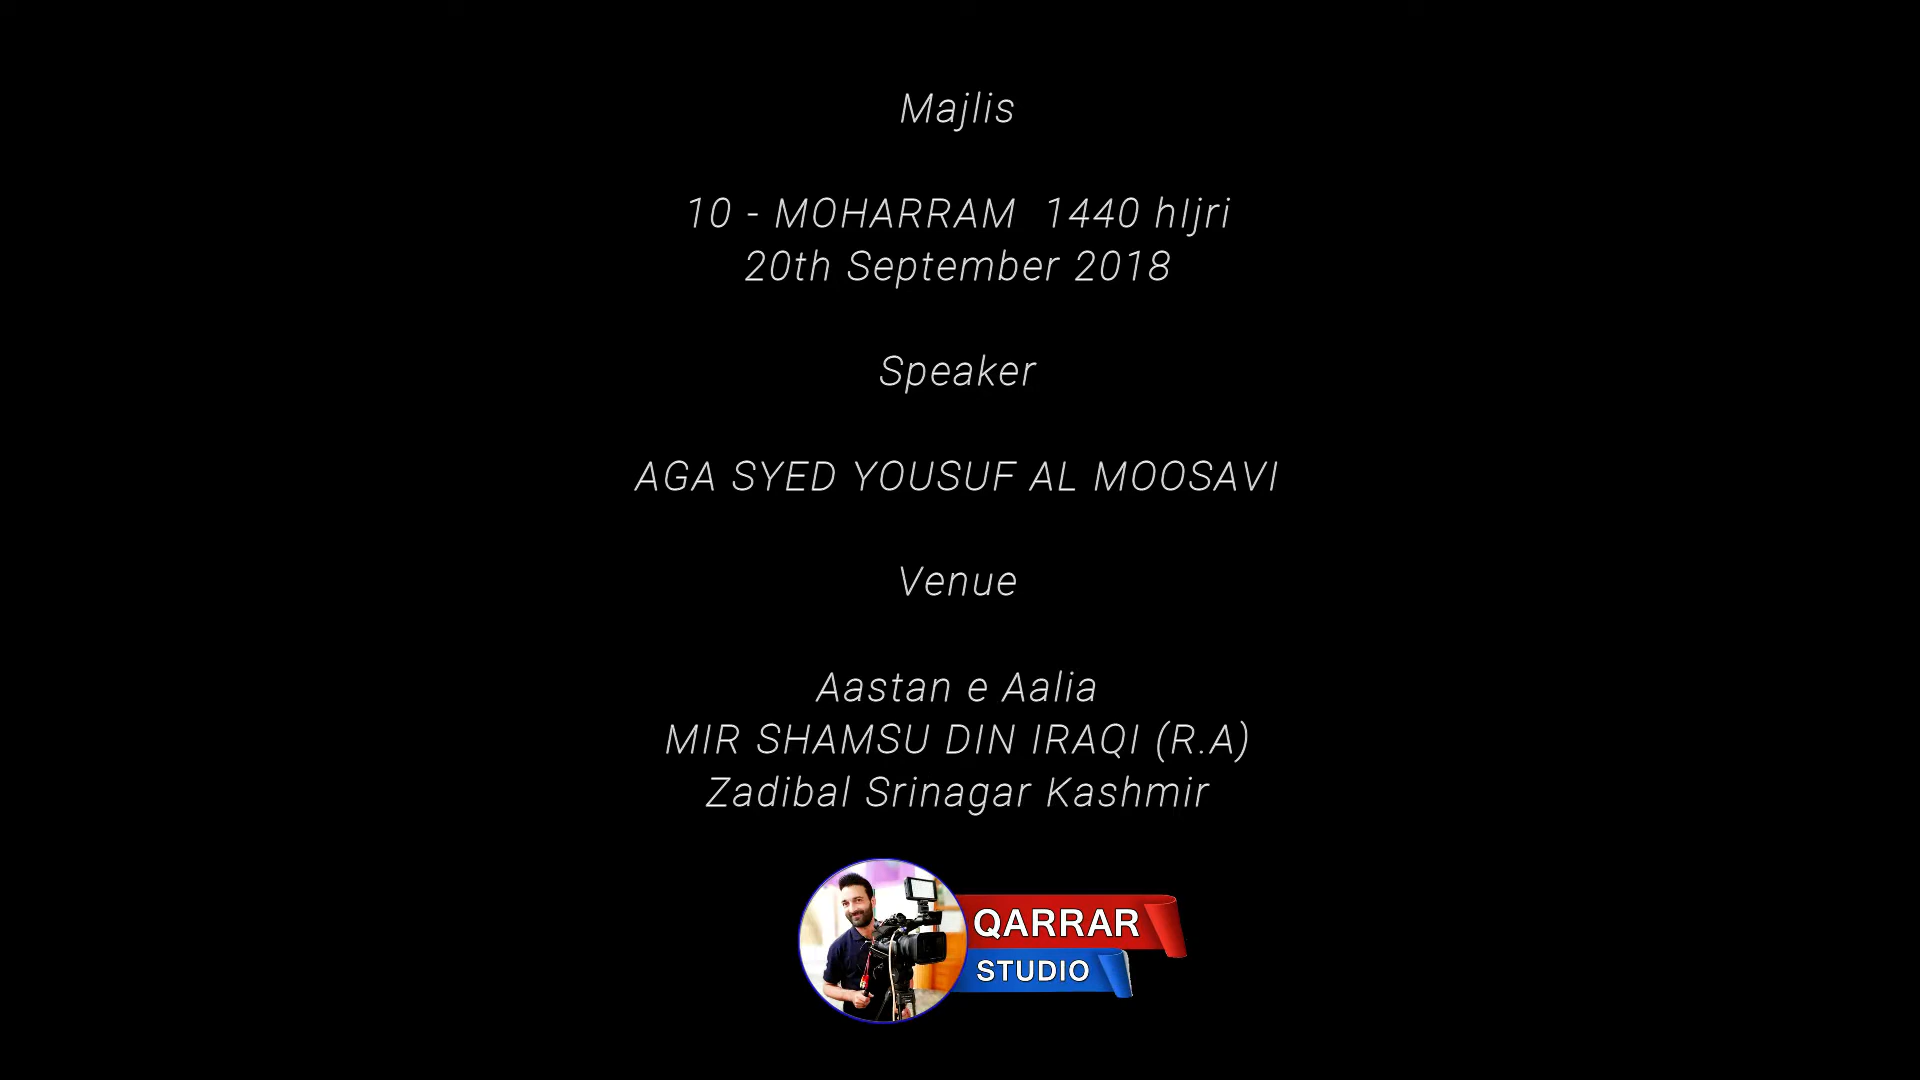 Majlis
10 - MOHARRAM  1440 hIjri
20th September 2018
Speaker
AGA SYED YOUSUF AL MOOSAVI
Venue
Aastan e Aalia
MIR SHAMSU DIN IRAQI (R.A)
Zadibal Srinagar Kashmir
QARRAR
STUDIO